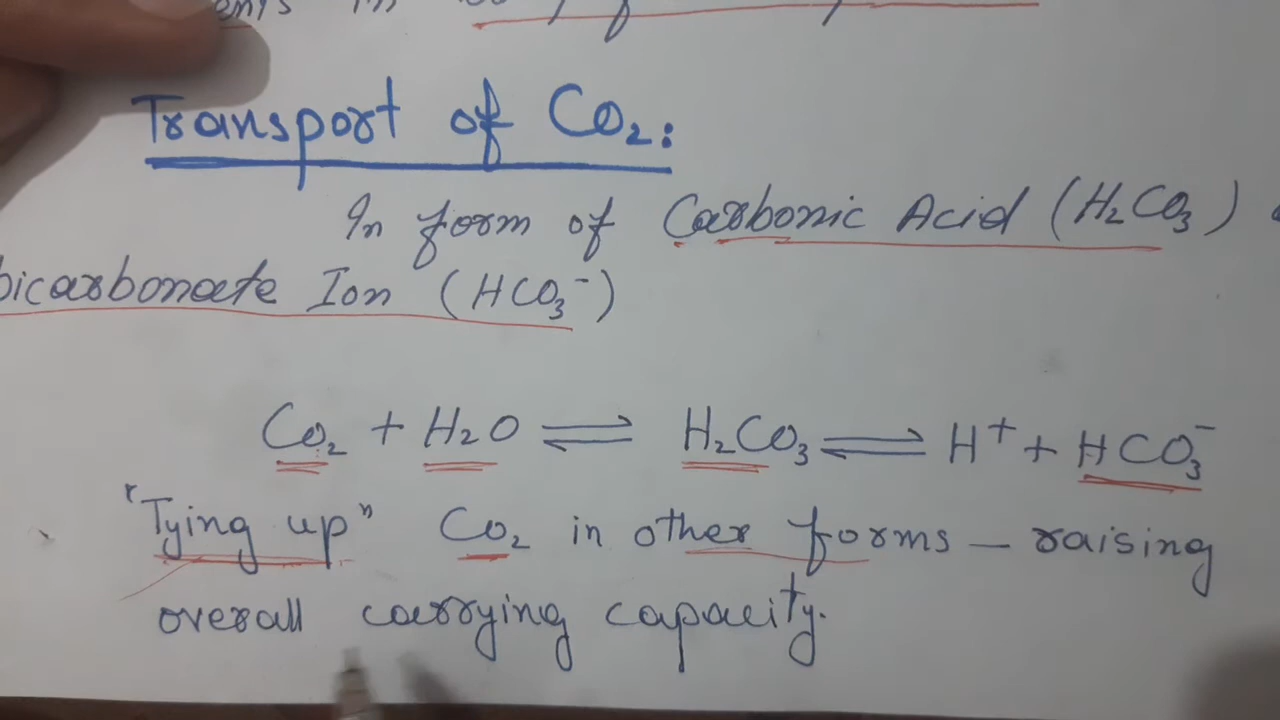 Transport of CO₂:
In form of Carbonic Acid (H₂CO₃)
bicarbonate Ion (HCO₃⁻)
CO₂ + H₂O ⇌ H₂CO₃ ⇌ H⁺ + HCO₃⁻
"Tying up" CO₂ in other forms – raising
overall carrying capacity.